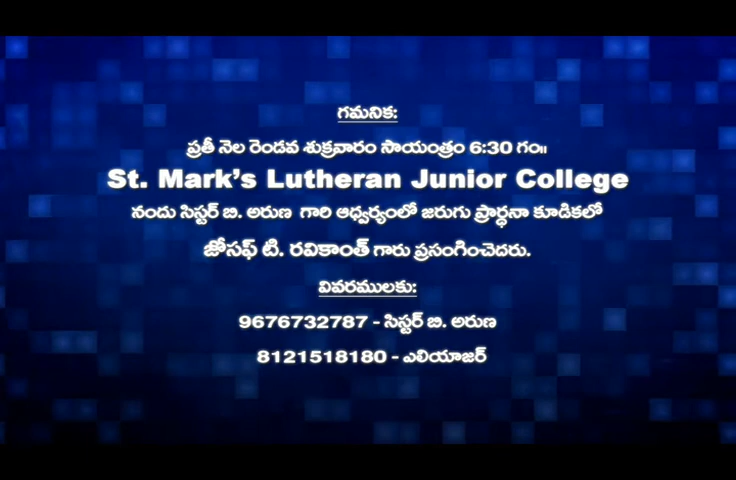 గమనిక:
ప్రతీ నెల రెండవ శుక్రవారం సాయంత్రం 6:30 గం॥
St. Mark's Lutheran Junior College
నందు సిస్టర్ బి. అరుణ గారి ఆధ్వర్యంలో జరుగు ప్రార్థనా కూడికలో
జోసఫ్ టి. రవికాంత్ గారు ప్రసంగించెదరు.
వివరములకు:
9676732787 - సిస్టర్ బి. అరుణ
8121518180 - ఎలియాజర్